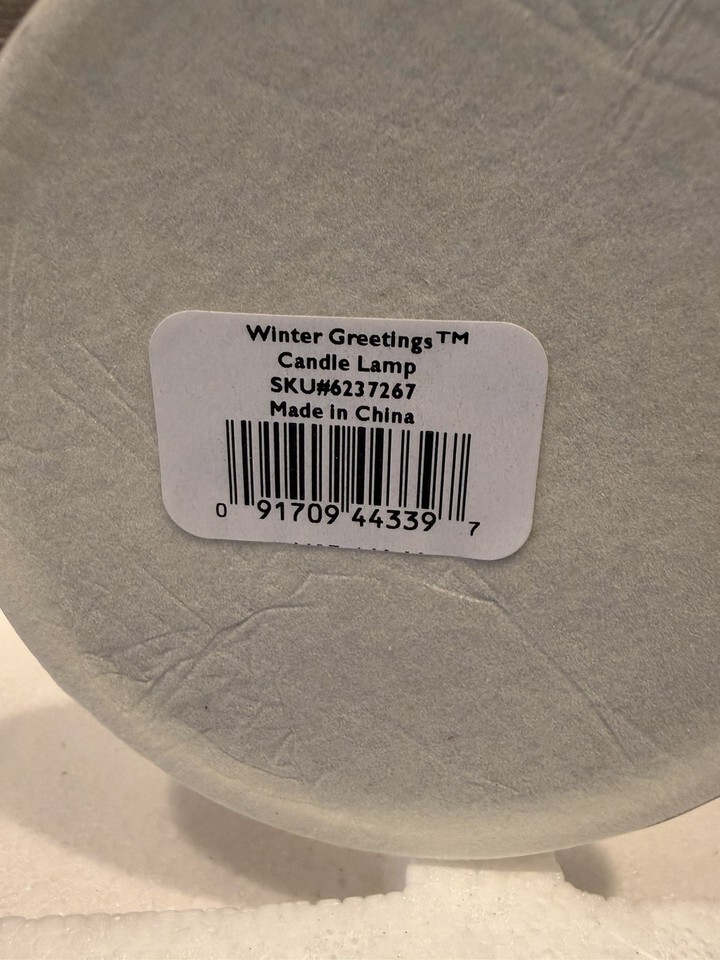 Winter Greetings™
Candle Lamp
SKU#6237267
Made in China
0 91709 44339 7